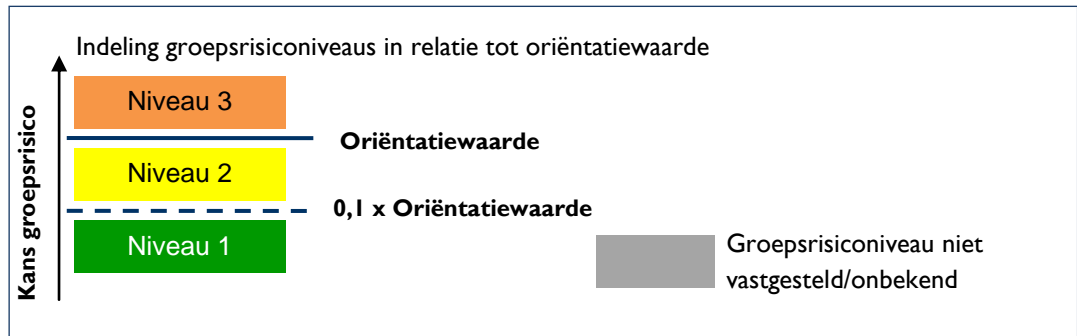 Indeling groepsrisiconiveaus in relatie tot oriëntatiewaarde
Kans groepsrisico
Niveau 3
Oriëntatiewaarde
Niveau 2
0,1 x Oriëntatiewaarde
Niveau 1
Groepsrisiconiveau niet
vastgesteld/onbekend